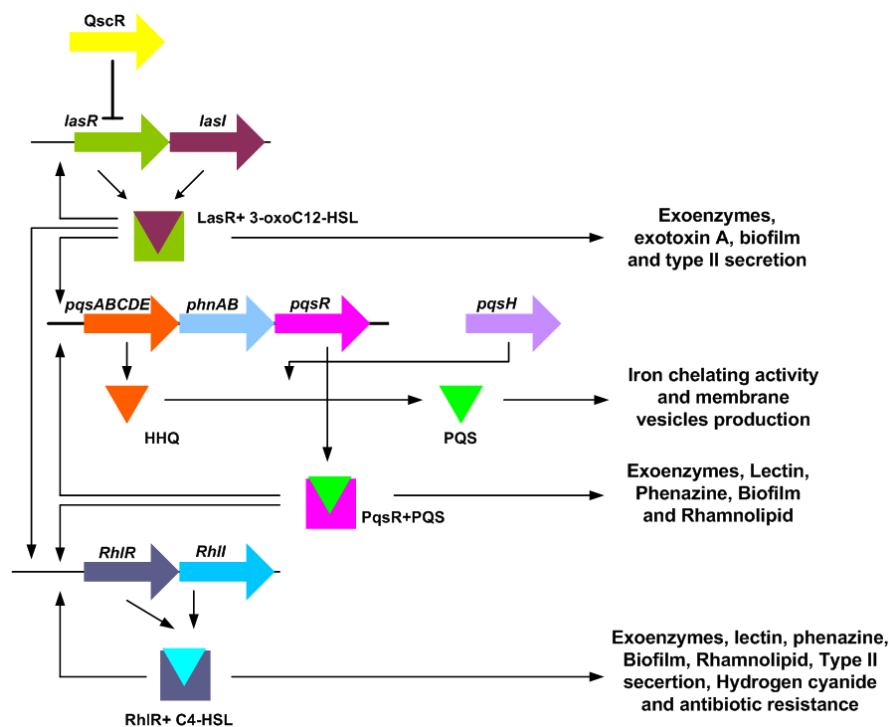 QscR
lasR
lasI
LasR+ 3-oxoC12-HSL
Exoenzymes,
exotoxin A, biofilm
and type II secretion
pqsABCDE
phnAB
pqsR
pqsH
HHQ
PQS
Iron chelating activity
and membrane
vesicles production
PqsR+PQS
Exoenzymes, Lectin,
Phenazine, Biofilm
and Rhamnolipid
RhlR
RhlI
RhlR+ C4-HSL
Exoenzymes, lectin, phenazine,
Biofilm, Rhamnolipid, Type II
secertion, Hydrogen cyanide
and antibiotic resistance